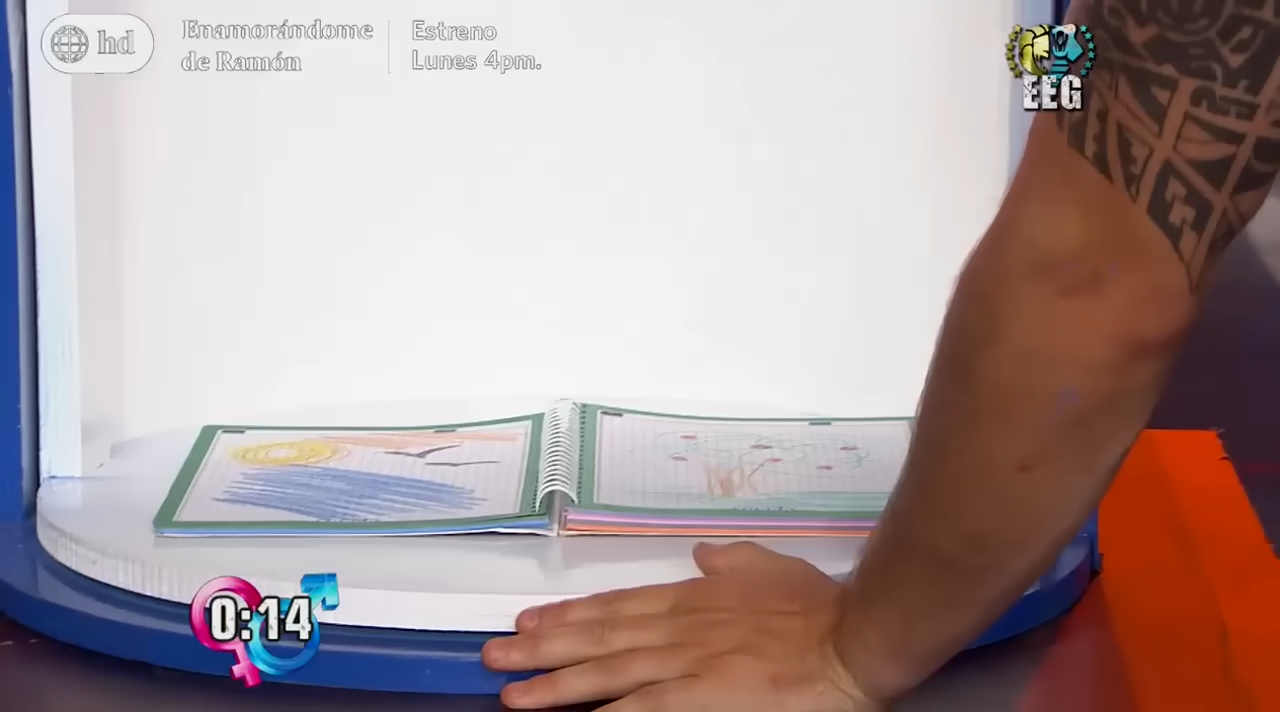 hd
Enamorándome
de Ramón
Estreno
Lunes 4pm.
EEG
0:14